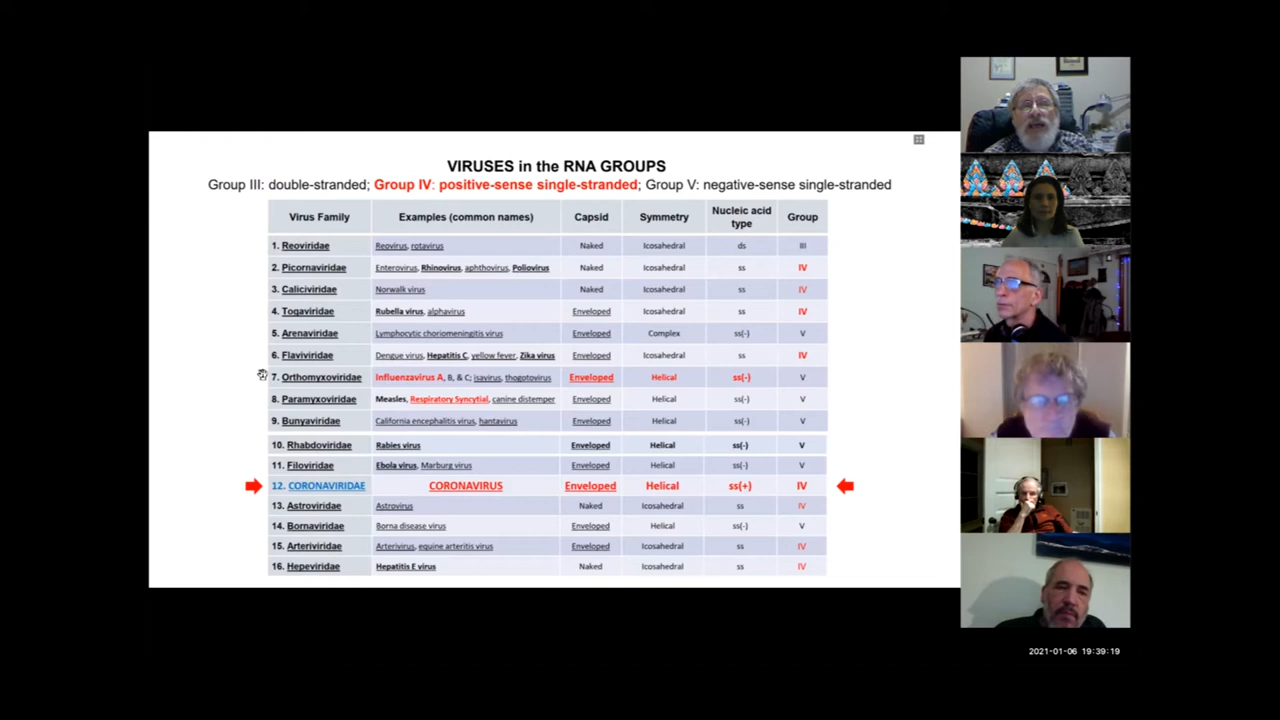 VIRUSES in the RNA GROUPS
Group III: double-stranded; Group IV: positive-sense single-stranded; Group V: negative-sense single-stranded
Virus Family Examples (common names) Capsid Symmetry Nucleic acid type Group
1. Reoviridae Reovirus, rotavirus Naked Icosahedral ds III
2. Picornaviridae Enterovirus, Rhinovirus, aphthovirus, Poliovirus Naked Icosahedral ss IV
3. Caliciviridae Norwalk virus Naked Icosahedral ss IV
4. Togaviridae Rubella virus, alphavirus Enveloped Icosahedral ss IV
5. Arenaviridae Lymphocytic choriomeningitis virus Enveloped Complex ss(-) V
6. Flaviviridae Dengue virus, Hepatitis C, yellow fever, Zika virus Enveloped Icosahedral ss IV
7. Orthomyxoviridae Influenzavirus A, B, & C; isavirus, thogotovirus Enveloped Helical ss(-) V
8. Paramyxoviridae Measles, Respiratory Syncytial, canine distemper Enveloped Helical ss(-) V
9. Bunyaviridae California encephalitis virus, hantavirus Enveloped Helical ss(-) V
10. Rhabdoviridae Rabies virus Enveloped Helical ss(-) V
11. Filoviridae Ebola virus, Marburg virus Enveloped Helical ss(-) V
12. CORONAVIRIDAE CORONAVIRUS Enveloped Helical ss(+) IV
13. Astroviridae Astrovirus Naked Icosahedral ss IV
14. Bornaviridae Borna disease virus Enveloped Helical ss(-) V
15. Arteriviridae Arterivirus, equine arteritis virus Enveloped Icosahedral ss IV
16. Hepeviridae Hepatitis E virus Naked Icosahedral ss IV
2021-01-06 19:39:19